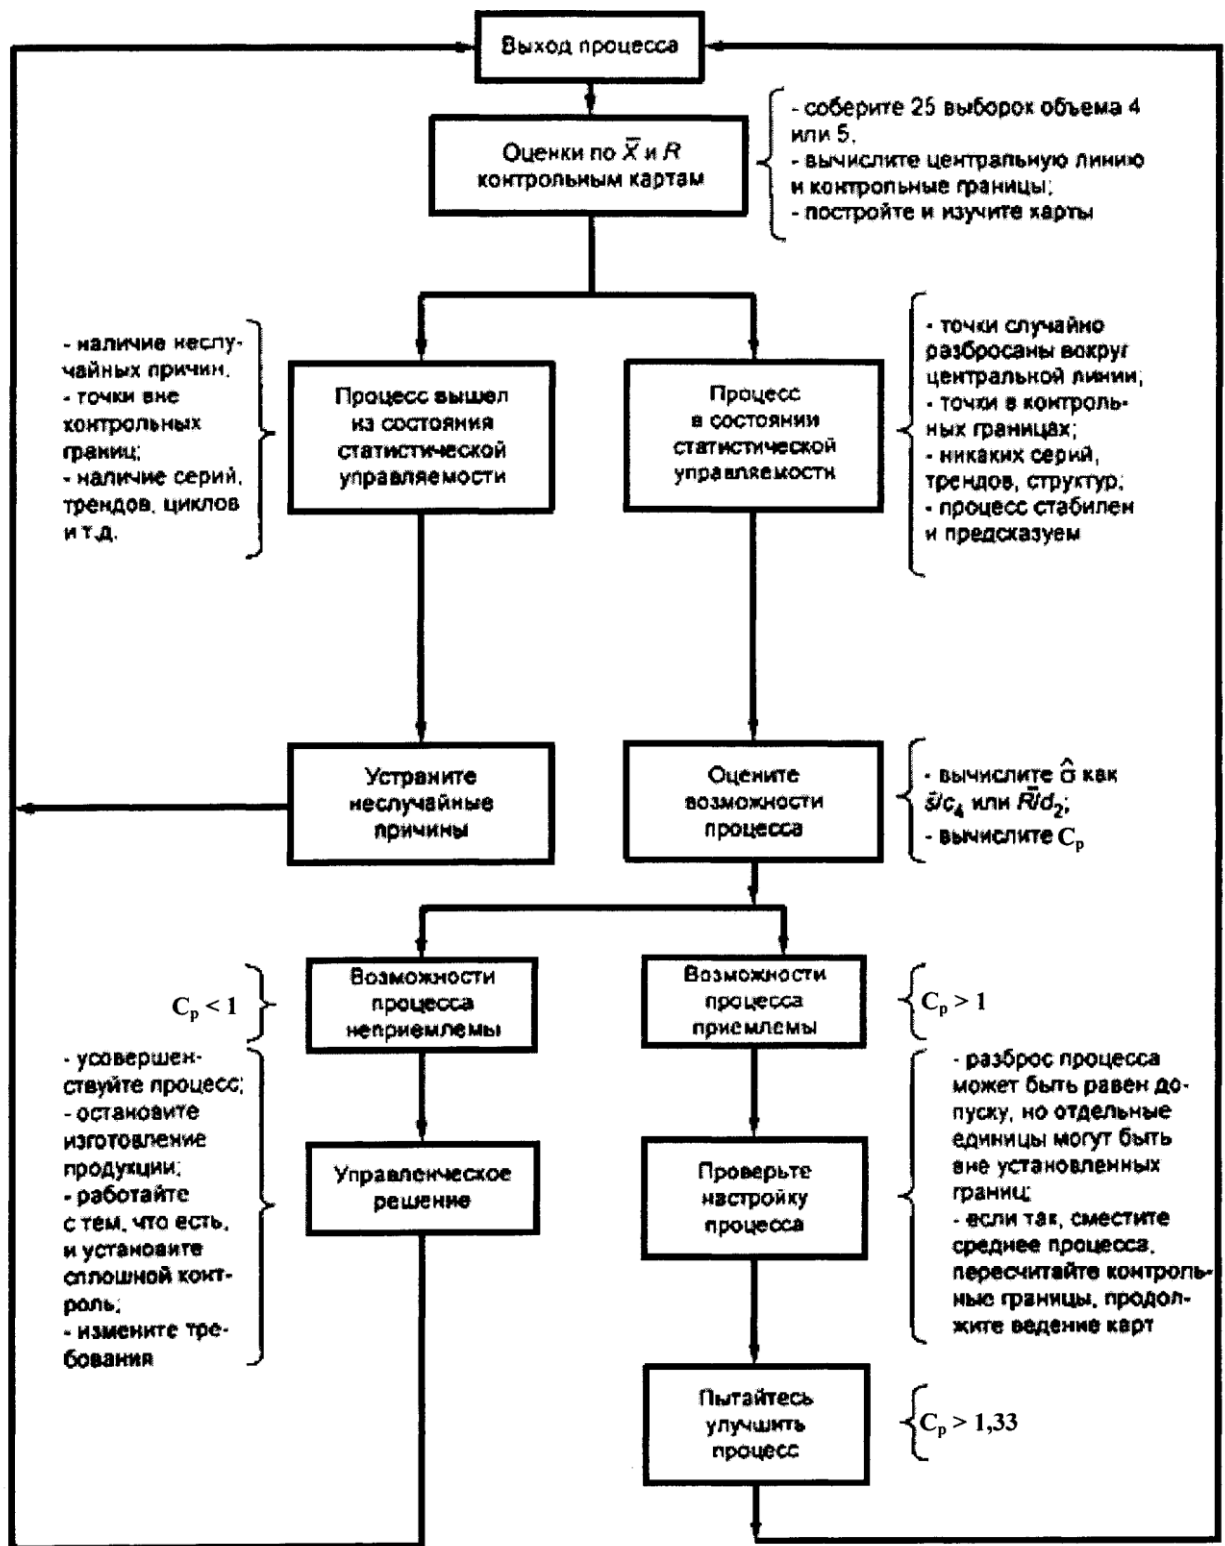 Выход процесса
Оценки по X̅ и R
контрольным картам
- соберите 25 выборок объема 4
или 5,
- вычислите центральную линию
и контрольные границы;
- постройте и изучите карты
- наличие неслу-
чайных причин,
- точки вне
контрольных
границ;
- наличие серий,
трендов, циклов
и т.д.
Процесс вышел
из состояния
статистической
управляемости
Процесс
в состоянии
статистической
управляемости
- точки случайно
разбросаны вокруг
центральной линии;
- точки в контроль-
ных границах;
- никаких серий,
трендов, структур;
- процесс стабилен
и предсказуем
Устраните
неслучайные
причины
Оцените
возможности
процесса
- вычислите σ̂ как
s̅/c₄ или R̅/d₂;
- вычислите Cₚ
Cₚ < 1
Возможности
процесса
неприемлемы
Возможности
процесса
приемлемы
Cₚ > 1
- усовершен-
ствуйте процесс;
- остановите
изготовление
продукции;
- работайте
с тем, что есть,
и установите
сплошной конт-
роль;
- измените тре-
бования
Управленческое
решение
Проверьте
настройку
процесса
- разброс процесса
может быть равен до-
пуску, но отдельные
единицы могут быть
вне установленных
границ;
- если так, сместите
среднее процесса,
пересчитайте контроль-
ные границы, продол-
жите ведение карт
Пытайтесь
улучшить
процесс
Cₚ > 1,33